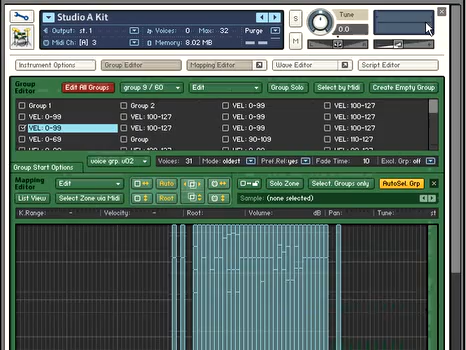 Studio A Kit
Output: st. 1 Voices: 0 Max: 32 Purge
Midi Ch: [A] 3 Memory: 8.02 MB
S
M
Tune
0.0
Instrument Options Group Editor Mapping Editor Wave Editor Script Editor
Group Editor Edit All Groups group 9 / 60 Edit Group Solo Select by Midi Create Empty Group
Group 1 Group 2 VEL: 0-99 VEL: 100-127
VEL: 0-99 VEL: 100-127 VEL: 0-99 VEL: 100-127
VEL: 0-99 VEL: 100-127 VEL: 0-99 VEL: 100-127
VEL: 0-69 Group VEL: 80-109 VEL: 110-127
Group Start Options voice grp. v02 Voices: 31 Mode: oldest Pref.Rel:yes Fade Time: 10 Excl. Grp: off
Mapping Editor Edit Auto Solo Zone Select. Groups only AutoSel. Grp
List View Select Zone via Midi Root Sample: (none selected)
K.Range: - Velocity: - Root: Volume: dB Pan: Tune: st